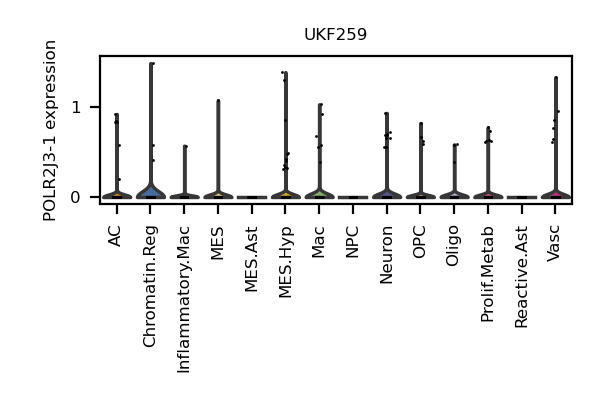 UKF259
POLR2J3-1 expression
1
0
AC
Chromatin.Reg
Inflammatory.Mac
MES
MES.Ast
MES.Hyp
Mac
NPC
Neuron
OPC
Oligo
Prolif.Metab
Reactive.Ast
Vasc